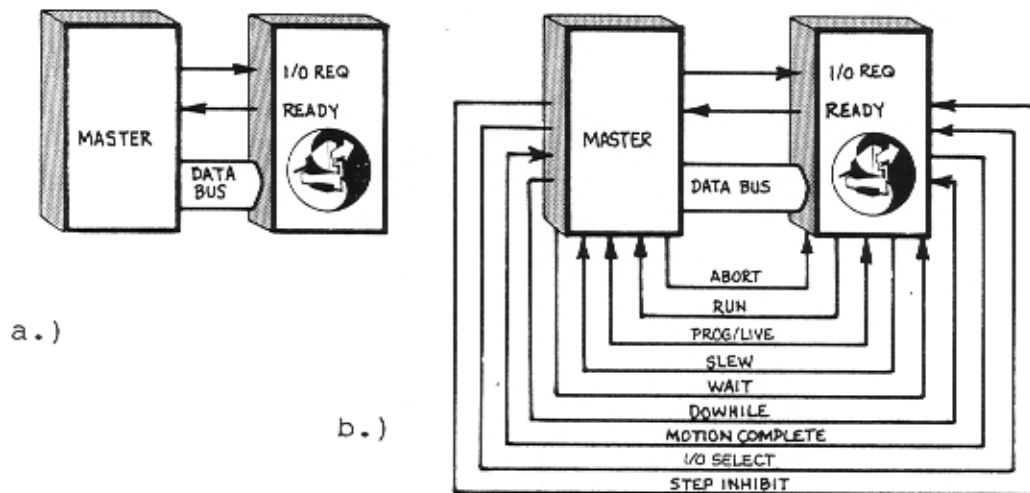 I/O REQ
READY
MASTER
DATA
BUS
a.)
I/O REQ
READY
MASTER
DATA BUS
ABORT
RUN
PROG/LIVE
SLEW
WAIT
DOWHILE
MOTION COMPLETE
I/O SELECT
STEP INHIBIT
b.)